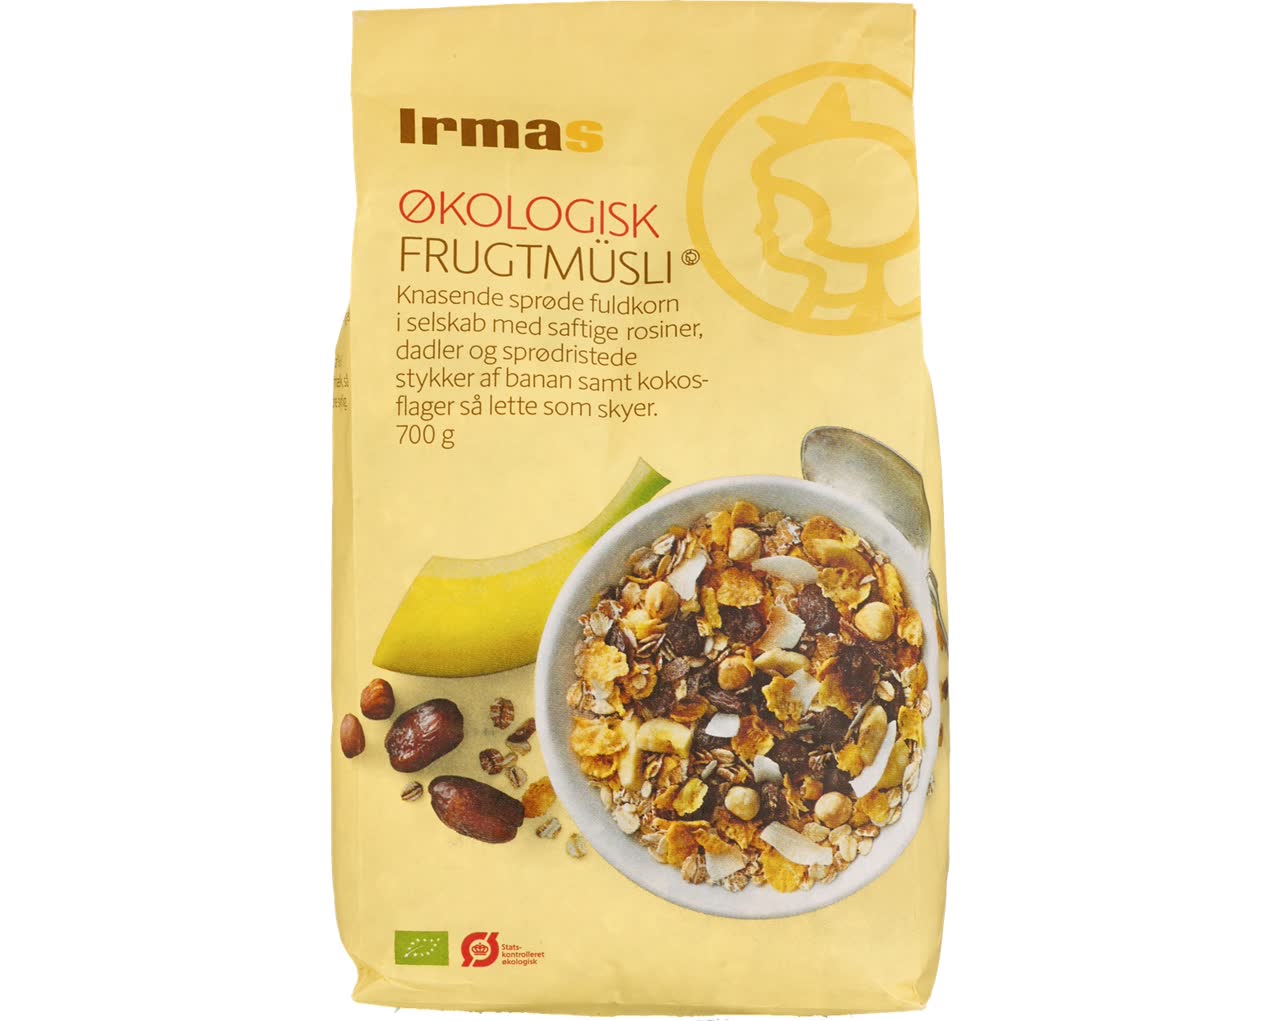 Irmas
ØKOLOGISK
FRUGTMÜSLI
Knasende sprøde fuldkorn
i selskab med saftige rosiner,
dadler og sprødristede
stykker af banan samt kokos-
flager så lette som skyer.
700 g
Stats-
kontrolleret
økologisk